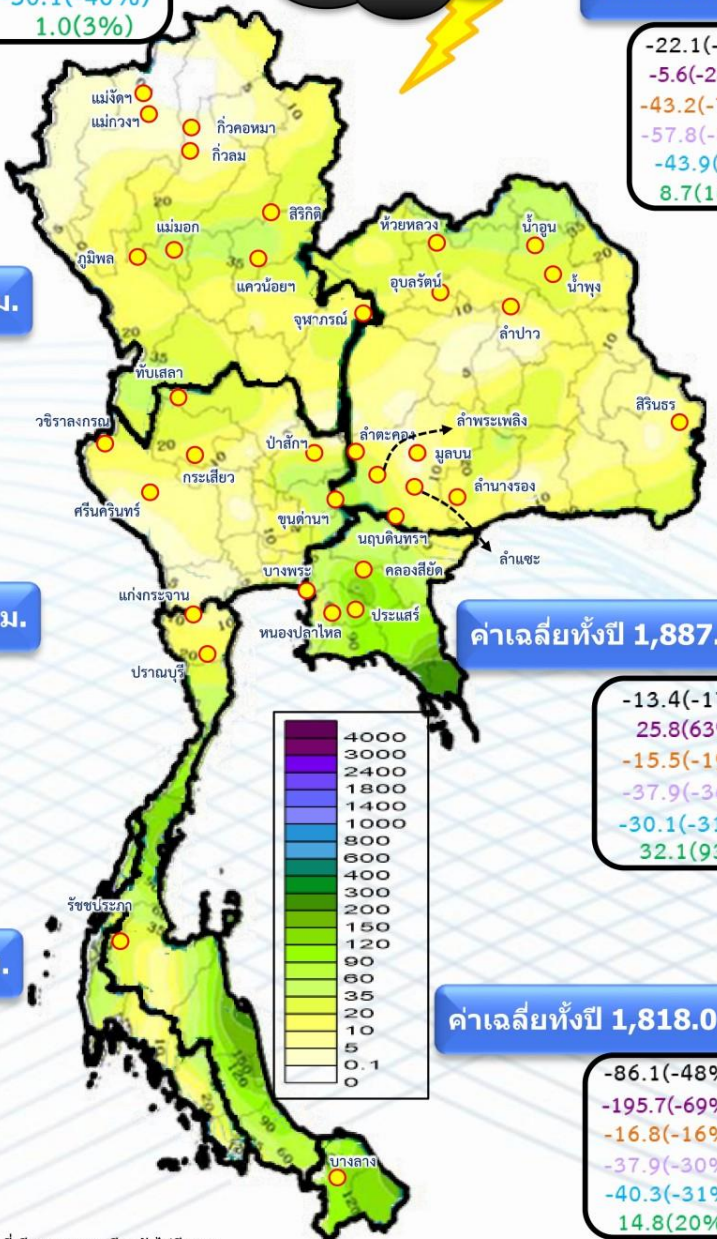 1.0(3%)
-22.1(-
-5.6(-2
-43.2(-
-57.8(-
-43.9(
8.7(1
แม่งัดฯ
แม่กวงฯ
กิ่วคอหมา
กิ่วลม
สิริกิติ์
แม่มอก
ภูมิพล
แควน้อยฯ
ห้วยหลวง
น้ำอูน
อุบลรัตน์
น้ำพุง
จุฬาภรณ์
ลำปาว
ม.
ทับเสลา
วชิราลงกรณ
กระเสียว
ป่าสักฯ
ลำตะคอง
ลำพระเพลิง
มูลบน
สิรินธร
ศรีนครินทร์
ขุนด่านฯ
ลำนางรอง
นฤบดินทรฯ
ลำแซะ
บางพระ
คลองสียัด
แก่งกระจาน
หนองปลาไหล
ประแสร์
ม.
ปราณบุรี
ค่าเฉลี่ยทั้งปี 1,887.
-13.4(-1
25.8(63
-15.5(-1
-37.9(-3
-30.1(-31
32.1(93
4000
3000
2400
1800
1400
1000
800
600
400
300
200
150
120
90
60
35
20
10
5
0.1
0
รัชชประภา
ค่าเฉลี่ยทั้งปี 1,818.0
-86.1(-48%
-195.7(-69%
-16.8(-16%
-37.9(-30%
-40.3(-31%
14.8(20%
บางลาง